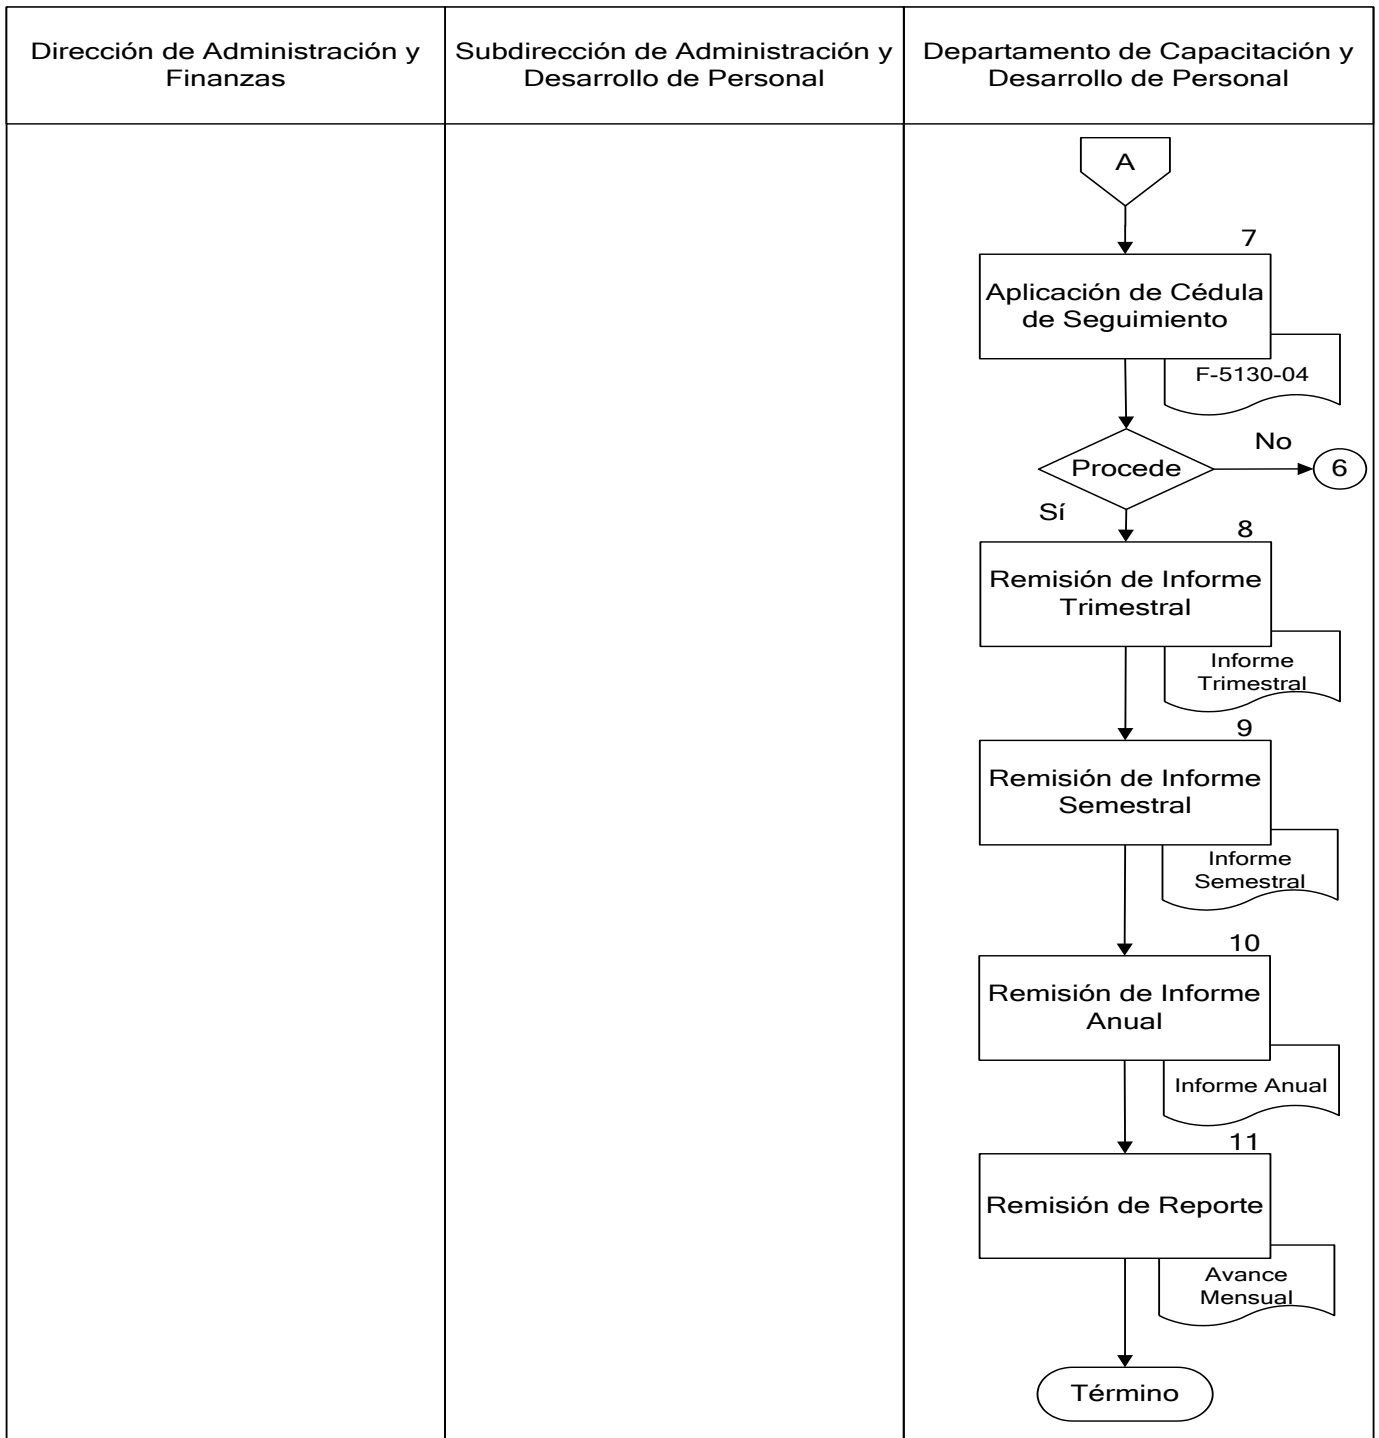 Dirección de Administración y
Finanzas
Subdirección de Administración y
Desarrollo de Personal
Departamento de Capacitación y
Desarrollo de Personal
A
7
Aplicación de Cédula
de Seguimiento
F-5130-04
Procede
No
6
Sí
8
Remisión de Informe
Trimestral
Informe
Trimestral
9
Remisión de Informe
Semestral
Informe
Semestral
10
Remisión de Informe
Anual
Informe Anual
11
Remisión de Reporte
Avance
Mensual
Término